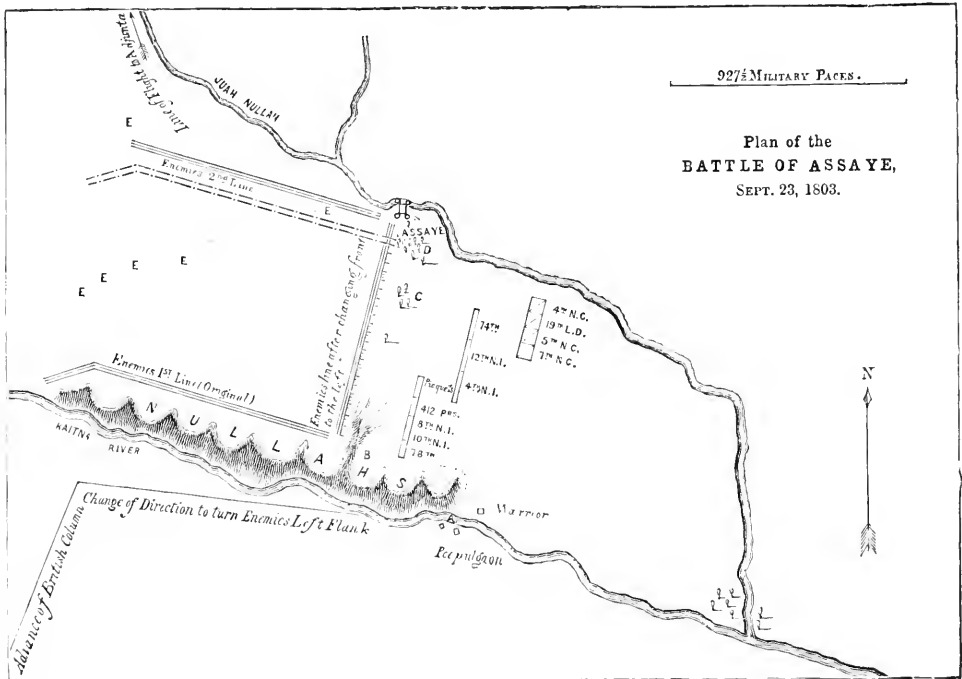 927½ MILITARY PACES.
Plan of the
BATTLE OF ASSAYE,
SEPT. 23, 1803.
Line of Flight to Adjunta
JUAH NULLAH
E
Enemies 2nd Line
E
ASSAYE
D
E
E
E
E
C
Enemies line after changing front
to the left.
74TH
12TH N.I.
4TH N.I.
4TH N.C.
19TH L.D.
5TH N.C.
7TH N.C.
Enemies 1ST Line (Original)
Picquets
412 PRS.
8TH N.I.
10TH N.I.
78TH
NULLAHS
B
KAITNA
RIVER
A
Warrior
Peepulgaon
Change of Direction to turn Enemies Left Flank
Advance of British Column
N